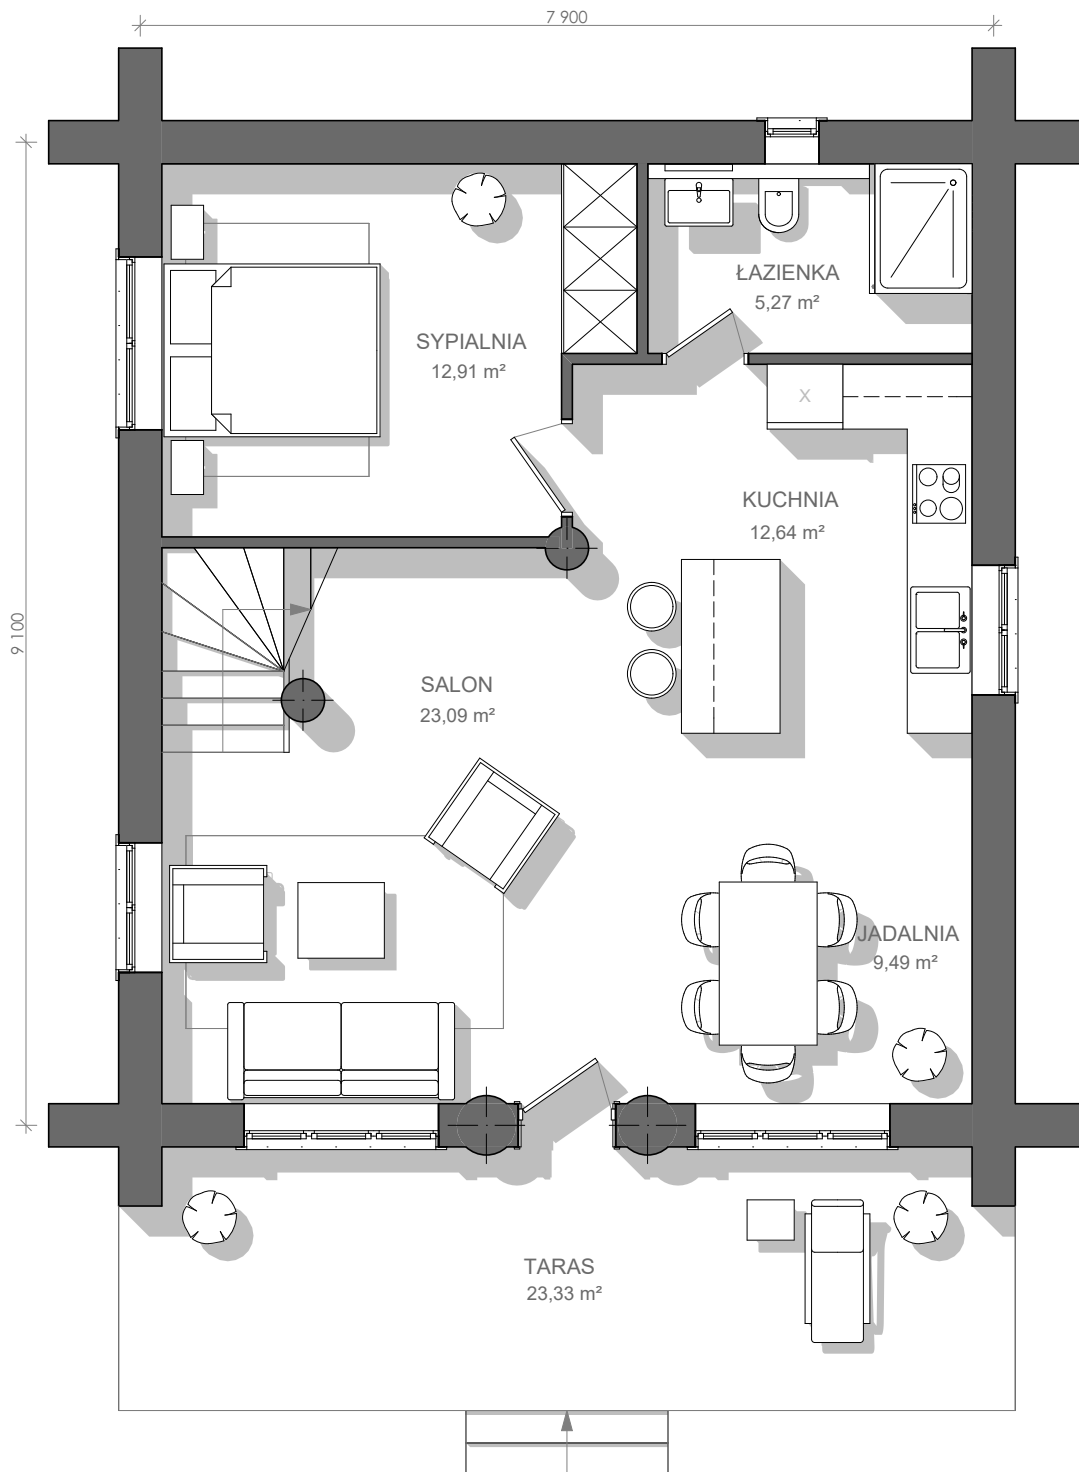 7 900
ŁAZIENKA
5,27 m²
SYPIALNIA
12,91 m²
X
KUCHNIA
12,64 m²
9 100
SALON
23,09 m²
JADALNIA
9,49 m²
TARAS
23,33 m²